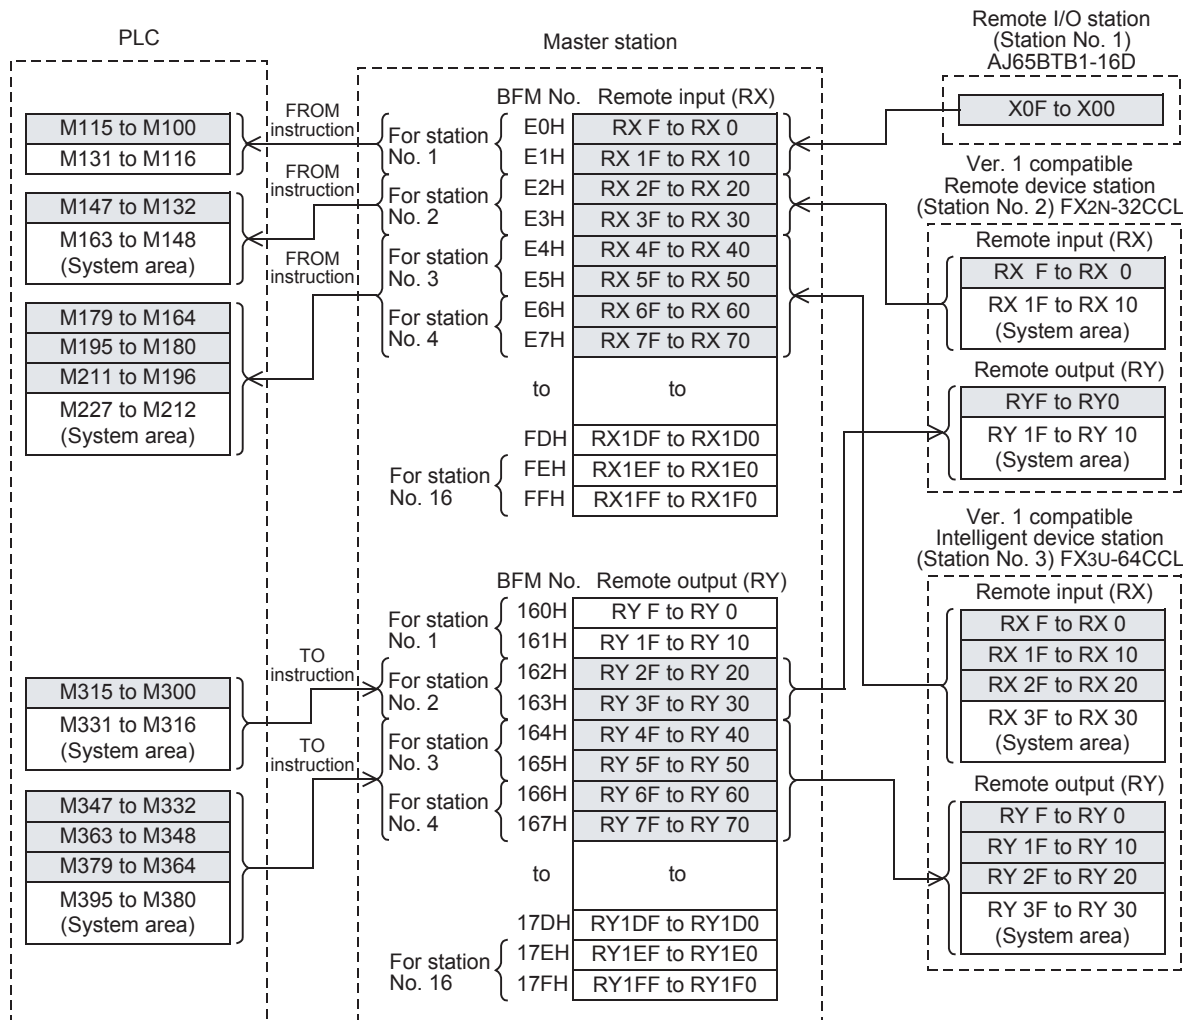 PLC
M115 to M100
M131 to M116
M147 to M132
M163 to M148
(System area)
M179 to M164
M195 to M180
M211 to M196
M227 to M212
(System area)
M315 to M300
M331 to M316
(System area)
M347 to M332
M363 to M348
M379 to M364
M395 to M380
(System area)
FROM
instruction
FROM
instruction
FROM
instruction
TO
instruction
TO
instruction
Master station
BFM No. Remote input (RX)
For station
No. 1
E0H RX F to RX 0
E1H RX 1F to RX 10
For station
No. 2
E2H RX 2F to RX 20
E3H RX 3F to RX 30
For station
No. 3
E4H RX 4F to RX 40
E5H RX 5F to RX 50
For station
No. 4
E6H RX 6F to RX 60
E7H RX 7F to RX 70
to to
FDH RX1DF to RX1D0
For station
No. 16
FEH RX1EF to RX1E0
FFH RX1FF to RX1F0
BFM No. Remote output (RY)
For station
No. 1
160H RY F to RY 0
161H RY 1F to RY 10
For station
No. 2
162H RY 2F to RY 20
163H RY 3F to RY 30
For station
No. 3
164H RY 4F to RY 40
165H RY 5F to RY 50
For station
No. 4
166H RY 6F to RY 60
167H RY 7F to RY 70
to to
17DH RY1DF to RY1D0
For station
No. 16
17EH RY1EF to RY1E0
17FH RY1FF to RY1F0
Remote I/O station
(Station No. 1)
AJ65BTB1-16D
X0F to X00
Ver. 1 compatible
Remote device station
(Station No. 2) FX2N-32CCL
Remote input (RX)
RX F to RX 0
RX 1F to RX 10
(System area)
Remote output (RY)
RYF to RY0
RY 1F to RY 10
(System area)
Ver. 1 compatible
Intelligent device station
(Station No. 3) FX3U-64CCL
Remote input (RX)
RX F to RX 0
RX 1F to RX 10
RX 2F to RX 20
RX 3F to RX 30
(System area)
Remote output (RY)
RY F to RY 0
RY 1F to RY 10
RY 2F to RY 20
RY 3F to RY 30
(System area)